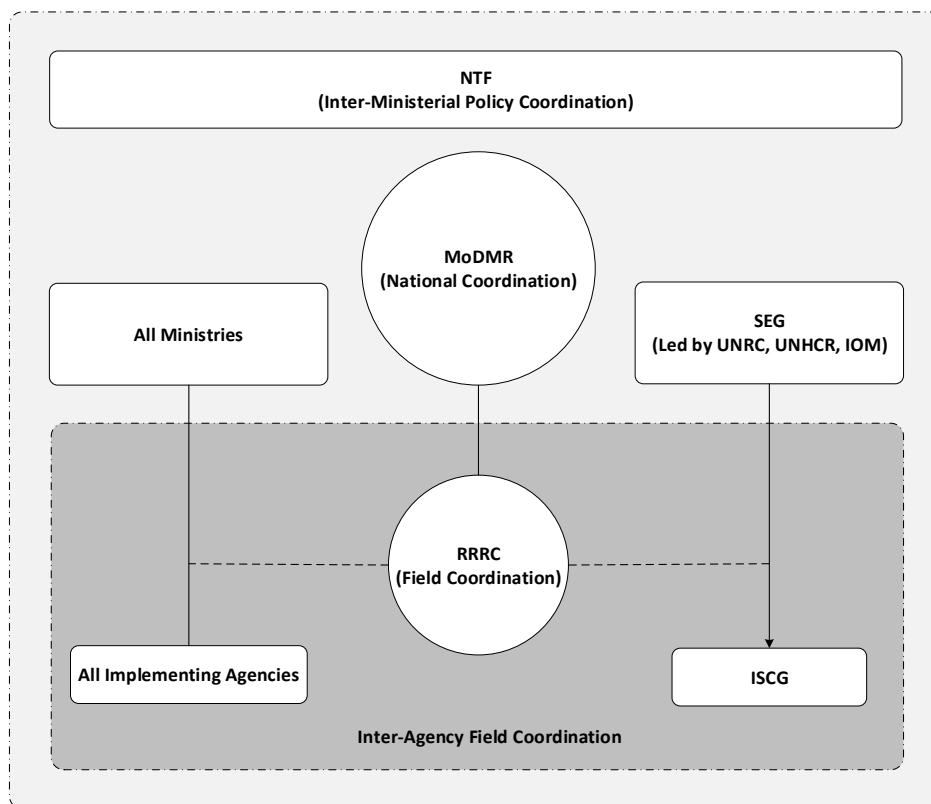 NTF
(Inter-Ministerial Policy Coordination)
MoDMR
(National Coordination)
All Ministries
SEG
(Led by UNRC, UNHCR, IOM)
RRRC
(Field Coordination)
All Implementing Agencies
ISCG
Inter-Agency Field Coordination